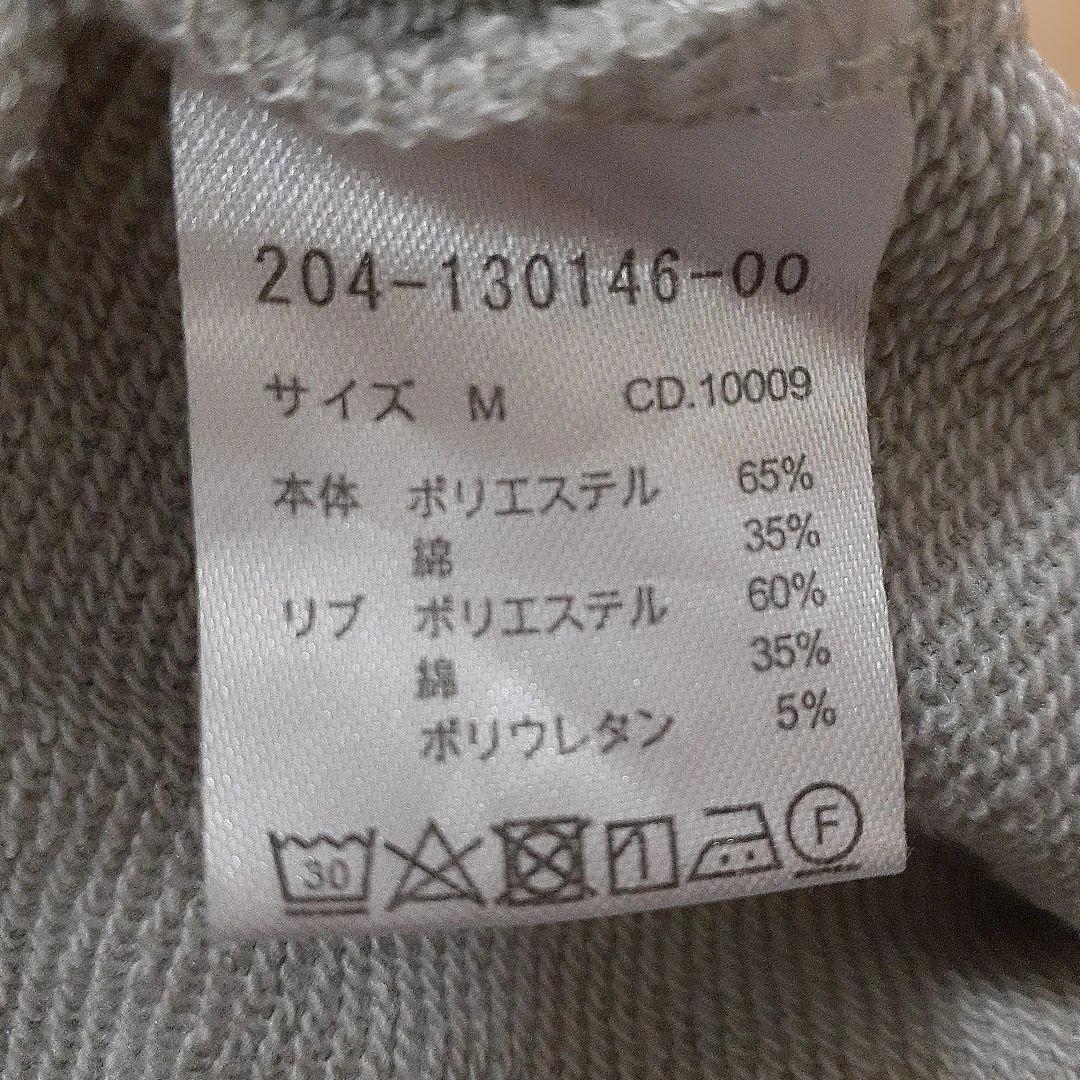 204-130146-00
サイズ M CD.10009
本体 ポリエステル 65%
綿 35%
リブ ポリエステル 60%
綿 35%
ポリウレタン 5%
30 F